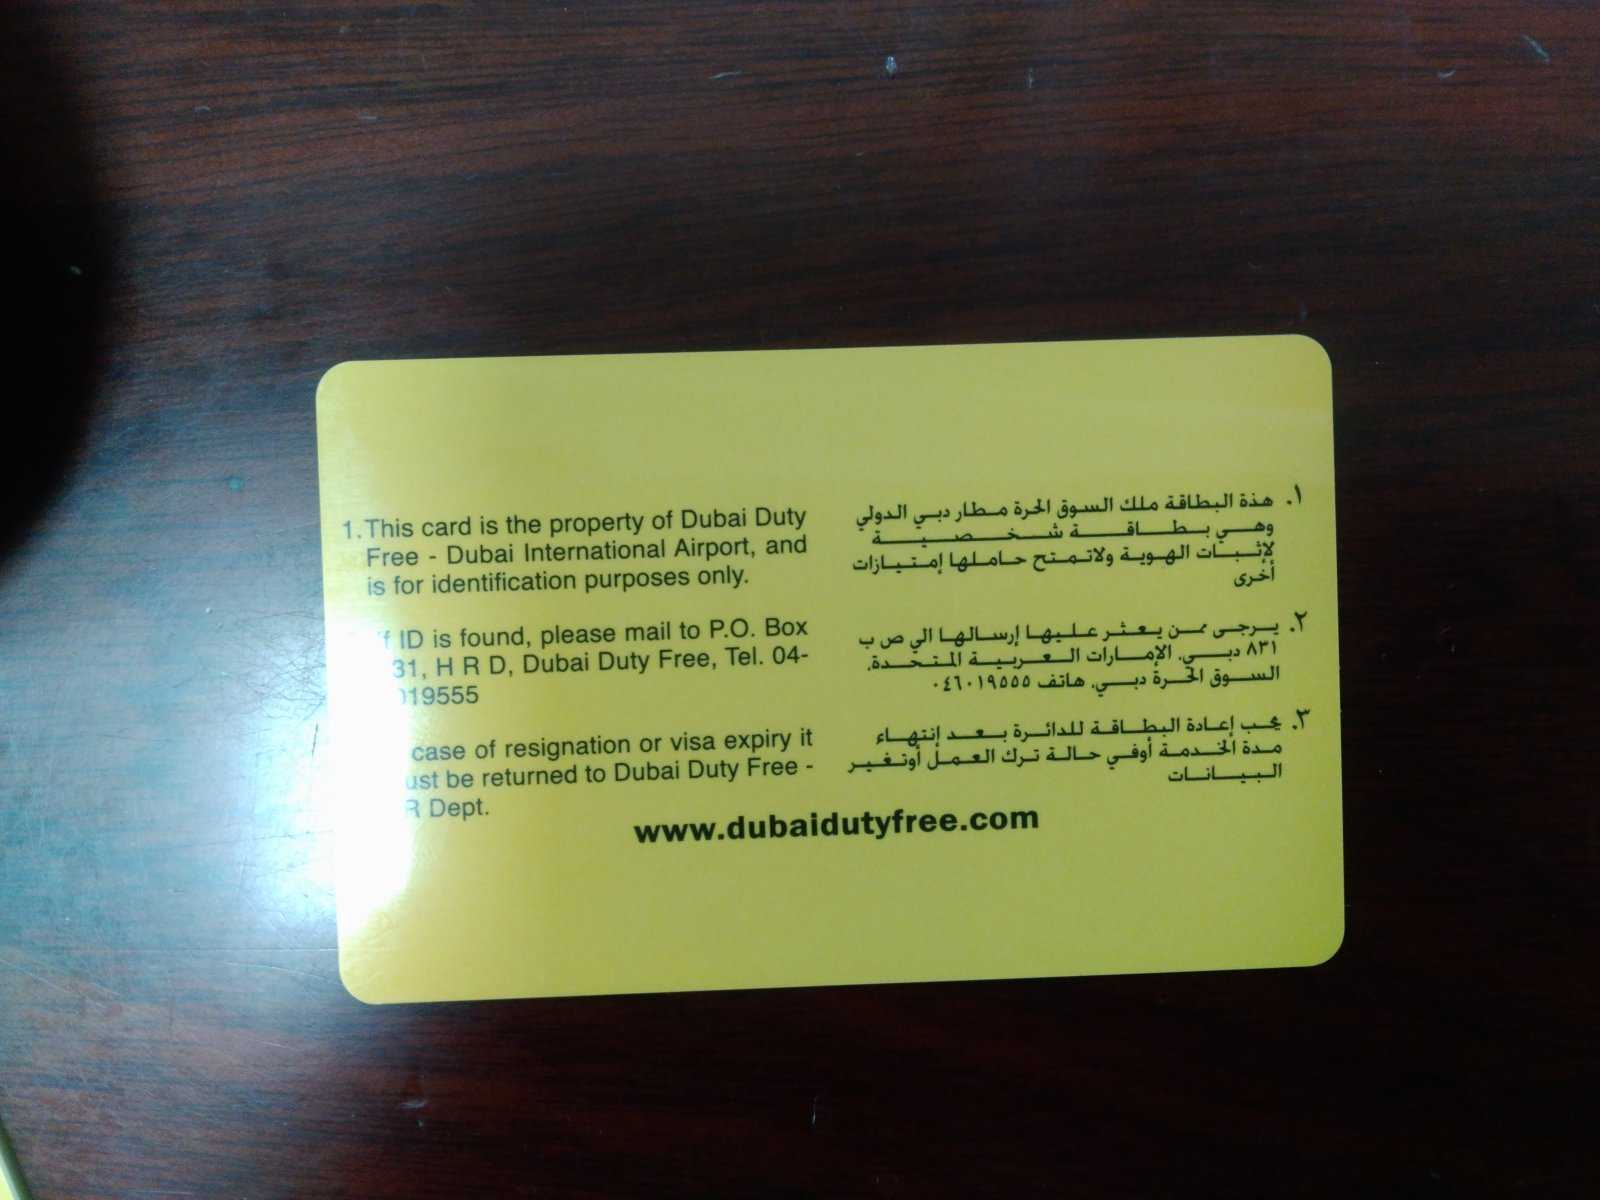 1. This card is the property of Dubai Duty
Free - Dubai International Airport, and
is for identification purposes only.
If ID is found, please mail to P.O. Box
31, H R D, Dubai Duty Free, Tel. 04-
019555
case of resignation or visa expiry it
ust be returned to Dubai Duty Free -
R Dept.
١. هذة البطاقة ملك السوق الحرة مطار دبي الدولي
وهي بطاقة شخصية
لإثبات الهوية ولاتمتح حاملها إمتيازات
أخرى
٢. يرجى ممن يعثر عليها إرسالها الي ص ب
٨٣١ دبي. الإمارات العربية المتحدة.
السوق الحرة دبي. هاتف ٠٤٦٠١٩٥٥٥
٣. يجب إعادة البطاقة للدائرة بعد إنتهاء
مدة الخدمة أوفي حالة ترك العمل أوتغير
البيانات
www.dubaidutyfree.com